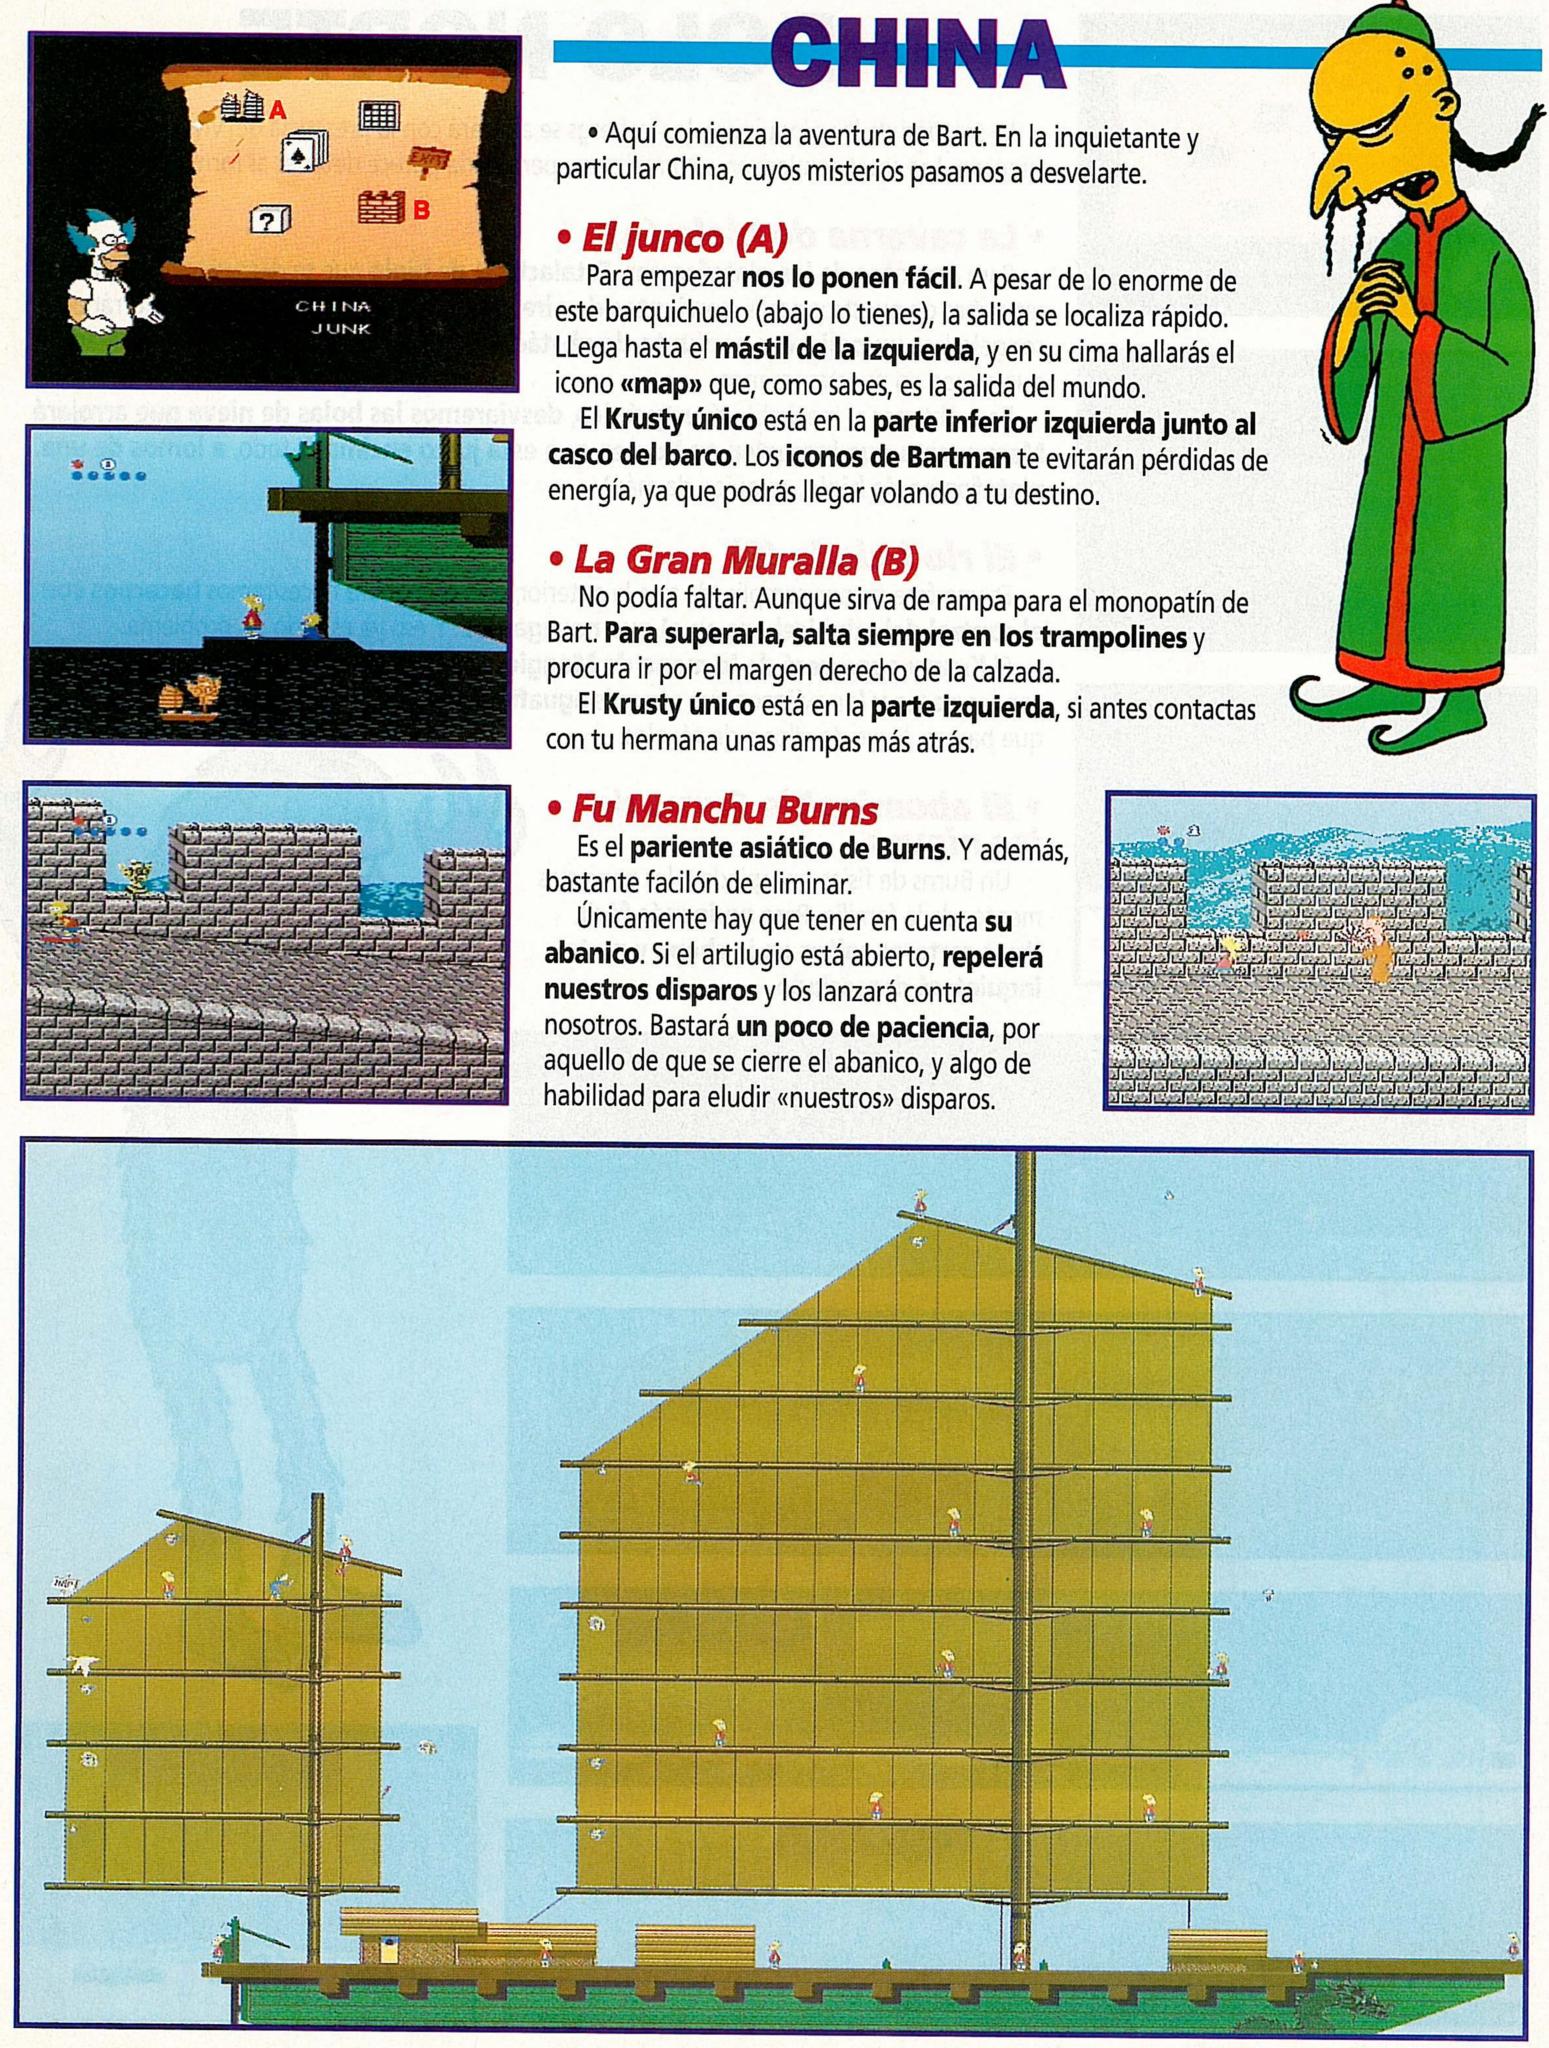 CHINA
A
EXIT
?
B
CHINA
JUNK
• Aquí comienza la aventura de Bart. En la inquietante y
particular China, cuyos misterios pasamos a desvelarte.
• El junco (A)
Para empezar nos lo ponen fácil. A pesar de lo enorme de
este barquichuelo (abajo lo tienes), la salida se localiza rápido.
LLega hasta el mástil de la izquierda, y en su cima hallarás el
icono «map» que, como sabes, es la salida del mundo.
El Krusty único está en la parte inferior izquierda junto al
casco del barco. Los iconos de Bartman te evitarán pérdidas de
energía, ya que podrás llegar volando a tu destino.
• La Gran Muralla (B)
No podía faltar. Aunque sirva de rampa para el monopatín de
Bart. Para superarla, salta siempre en los trampolines y
procura ir por el margen derecho de la calzada.
El Krusty único está en la parte izquierda, si antes contactas
con tu hermana unas rampas más atrás.
• Fu Manchu Burns
Es el pariente asiático de Burns. Y además,
bastante facilón de eliminar.
Únicamente hay que tener en cuenta su
abanico. Si el artilugio está abierto, repelerá
nuestros disparos y los lanzará contra
nosotros. Bastará un poco de paciencia, por
aquello de que se cierre el abanico, y algo de
habilidad para eludir «nuestros» disparos.